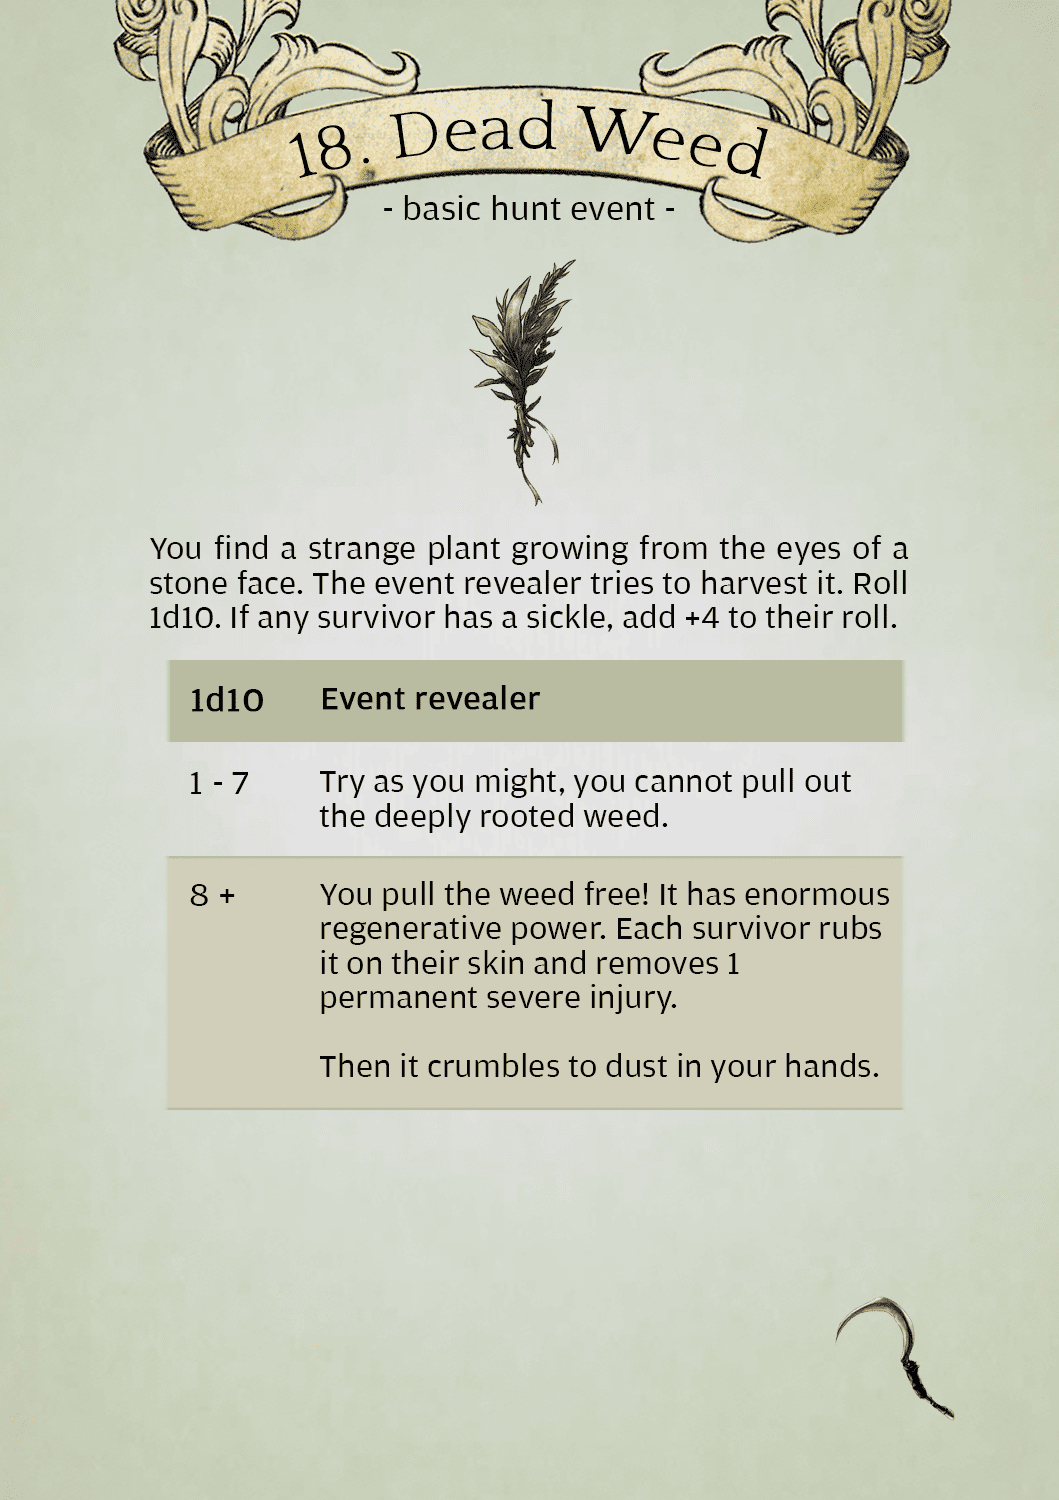 18. Dead Weed
- basic hunt event -
You find a strange plant growing from the eyes of a
stone face. The event revealer tries to harvest it. Roll
1d10. If any survivor has a sickle, add +4 to their roll.
1d10 Event revealer
1 - 7 Try as you might, you cannot pull out
the deeply rooted weed.
8 + You pull the weed free! It has enormous
regenerative power. Each survivor rubs
it on their skin and removes 1
permanent severe injury.
Then it crumbles to dust in your hands.